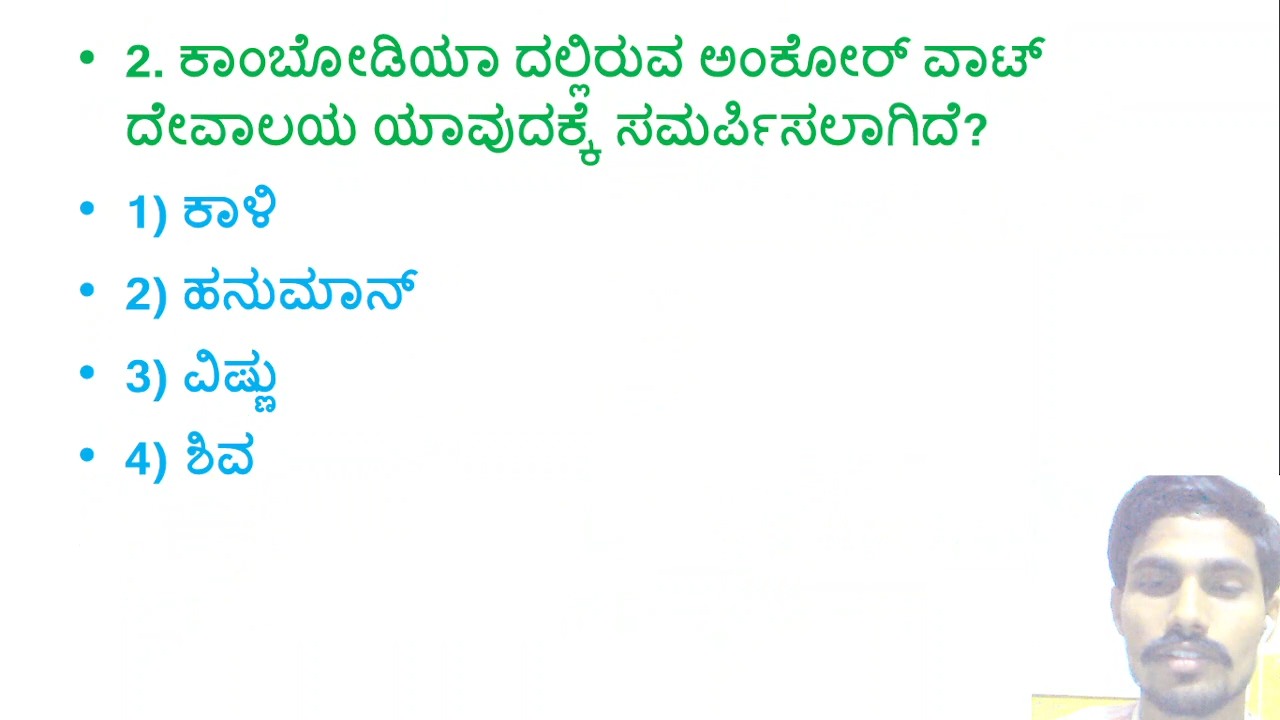 • 2. ಕಾಂಬೋಡಿಯಾ ದಲ್ಲಿರುವ ಅಂಕೋರ್ ವಾಟ್
ದೇವಾಲಯ ಯಾವುದಕ್ಕೆ ಸಮರ್ಪಿಸಲಾಗಿದೆ?
• 1) ಕಾಳಿ
• 2) ಹನುಮಾನ್
• 3) ವಿಷ್ಣು
• 4) ಶಿವ